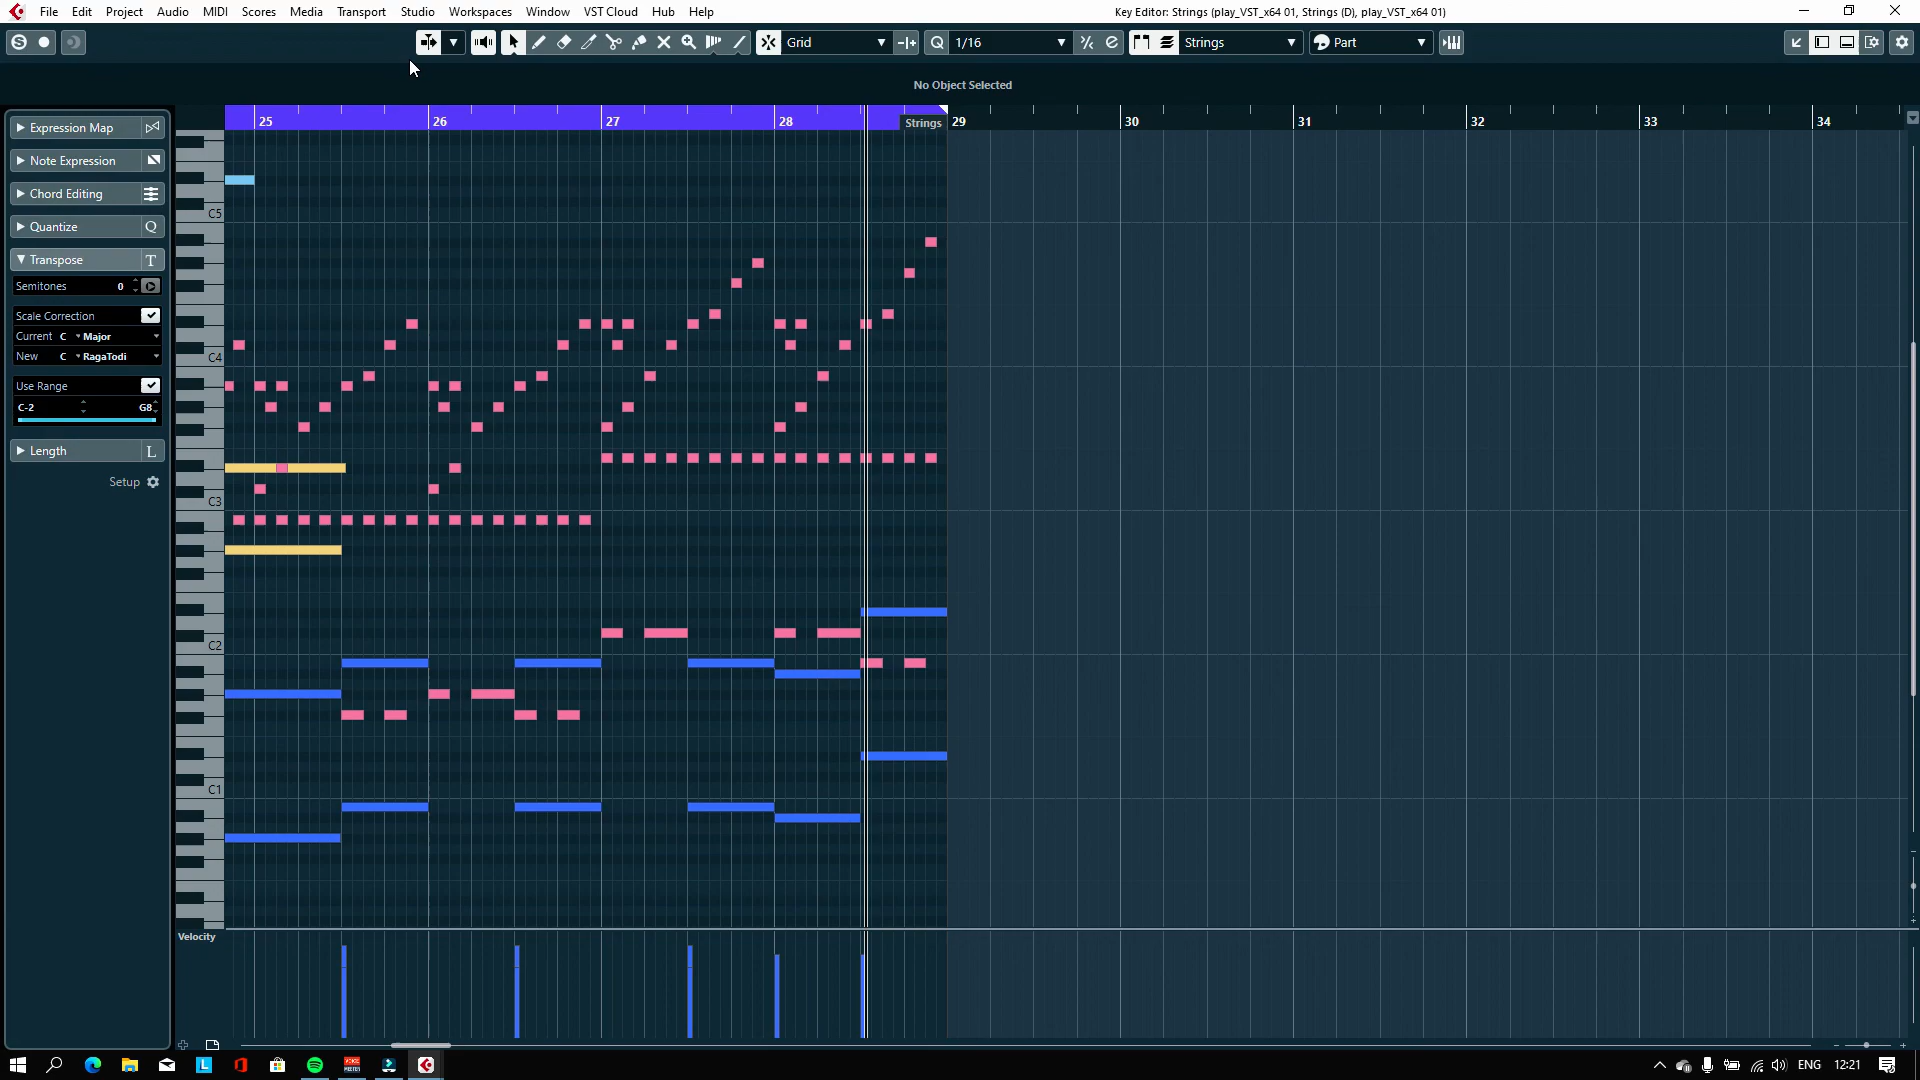 File Edit Project Audio MIDI Scores Media Transport Studio Workspaces Window VST Cloud Hub Help
Key Editor: Strings (play_VST_x64 01, Strings (D), play_VST_x64 01)
Grid 1/16 Strings Part
No Object Selected
25 26 27 28 29 30 31 32 33 34
Strings
Expression Map
Note Expression
Chord Editing
Quantize Q
Transpose T
Semitones 0
Scale Correction
Current C Major
New C RagaTodi
Use Range
C-2 G8
Length L
Setup
C5
C4
C3
C2
C1
Velocity
ENG 12:21